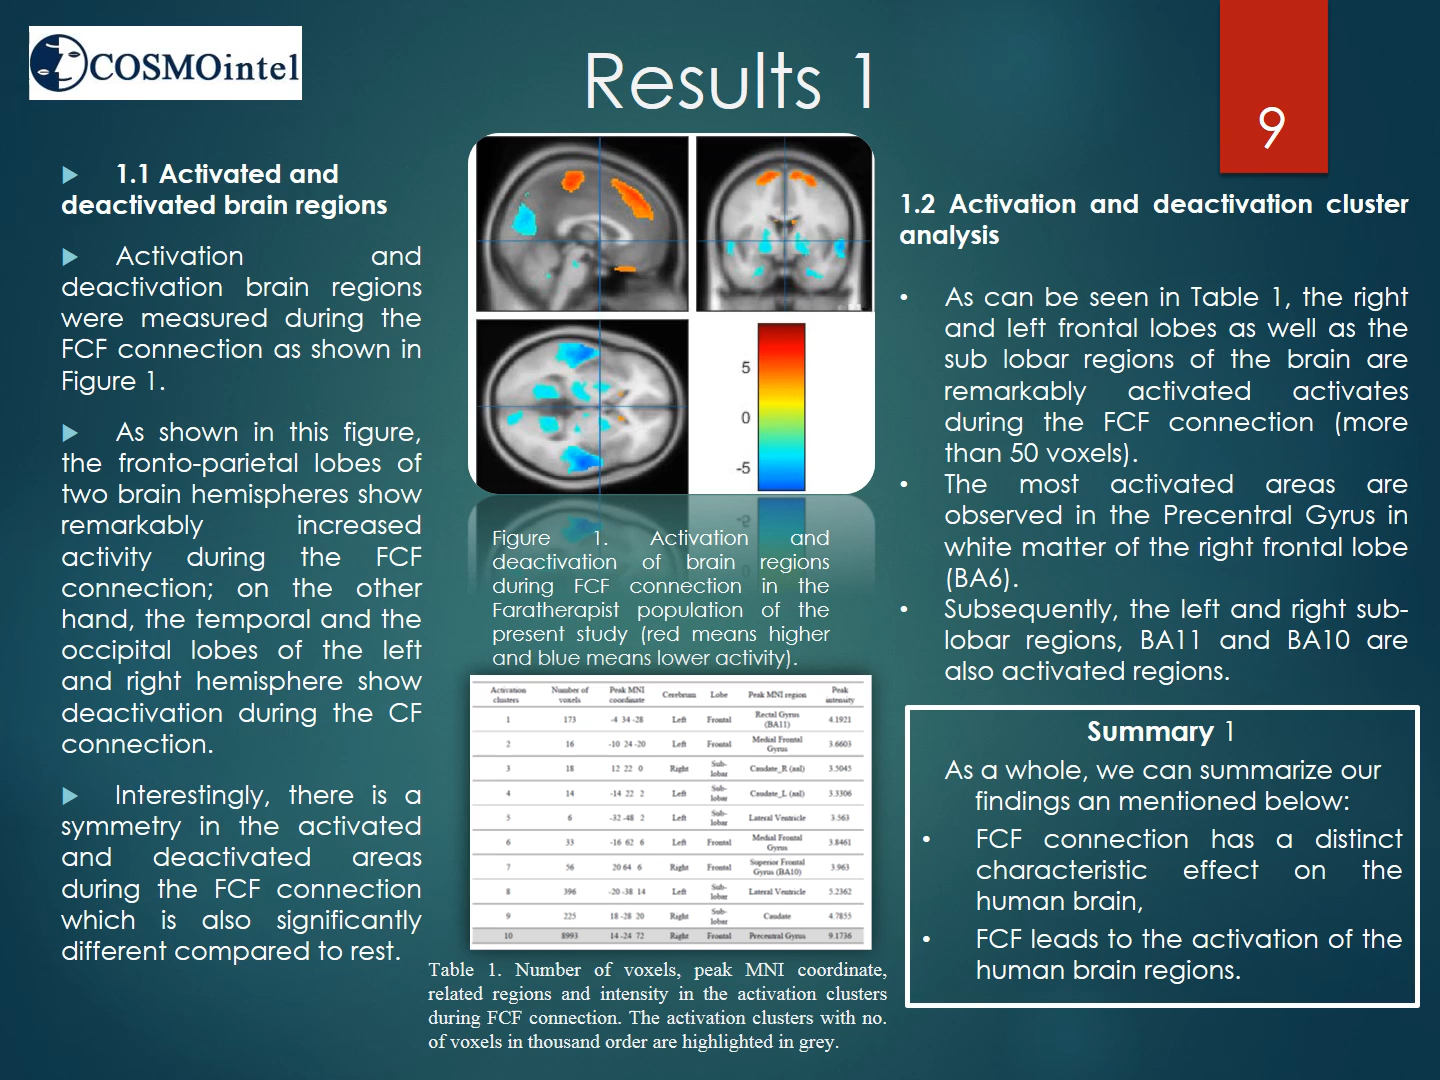 COSMOintel
Results 1
9
1.1 Activated and
deactivated brain regions
Activation and
deactivation brain regions
were measured during the
FCF connection as shown in
Figure 1.
As shown in this figure,
the fronto-parietal lobes of
two brain hemispheres show
remarkably increased
activity during the FCF
connection; on the other
hand, the temporal and the
occipital lobes of the left
and right hemisphere show
deactivation during the CF
connection.
Interestingly, there is a
symmetry in the activated
and deactivated areas
during the FCF connection
which is also significantly
different compared to rest.
5
0
-5
Figure 1. Activation and
deactivation of brain regions
during FCF connection in the
Faratherapist population of the
present study (red means higher
and blue means lower activity).
Activation clusters Number of voxels Peak MNI coordinate Cerebrum Lobe Peak MNI region Peak intensity
1 173 -4 34 -28 Left Frontal Rectal Gyrus (BA11) 4.1921
2 16 -10 24 -20 Left Frontal Medial Frontal Gyrus 3.6603
3 18 12 22 0 Right Sub-lobar Caudate_R (aal) 3.5045
4 14 -14 22 2 Left Sub-lobar Caudate_L (aal) 3.3306
5 6 -32 -48 2 Left Sub-lobar Lateral Ventricle 3.563
6 33 -16 62 6 Left Frontal Medial Frontal Gyrus 3.8461
7 56 20 64 6 Right Frontal Superior Frontal Gyrus (BA10) 3.963
8 396 -20 -38 14 Left Sub-lobar Lateral Ventricle 5.2362
9 225 18 -28 20 Right Sub-lobar Caudate 4.7855
10 8993 14 -24 72 Right Frontal Precentral Gyrus 9.1736
Table 1. Number of voxels, peak MNI coordinate,
related regions and intensity in the activation clusters
during FCF connection. The activation clusters with no.
of voxels in thousand order are highlighted in grey.
1.2 Activation and deactivation cluster
analysis
• As can be seen in Table 1, the right
and left frontal lobes as well as the
sub lobar regions of the brain are
remarkably activated activates
during the FCF connection (more
than 50 voxels).
• The most activated areas are
observed in the Precentral Gyrus in
white matter of the right frontal lobe
(BA6).
• Subsequently, the left and right sub-
lobar regions, BA11 and BA10 are
also activated regions.
Summary 1
As a whole, we can summarize our
findings an mentioned below:
• FCF connection has a distinct
characteristic effect on the
human brain,
• FCF leads to the activation of the
human brain regions.